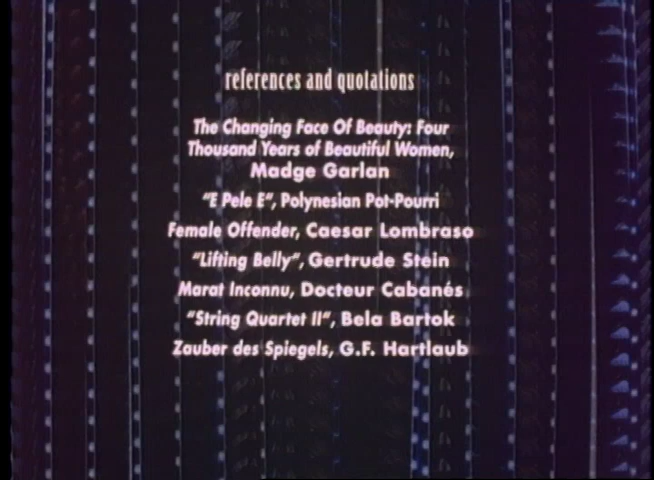 references and quotations
The Changing Face Of Beauty: Four
Thousand Years of Beautiful Women,
Madge Garlan
"E Pele E", Polynesian Pot-Pourri
Female Offender, Caesar Lombraso
"Lifting Belly", Gertrude Stein
Marat Inconnu, Docteur Cabanés
"String Quartet II", Bela Bartok
Zauber des Spiegels, G.F. Hartlaub